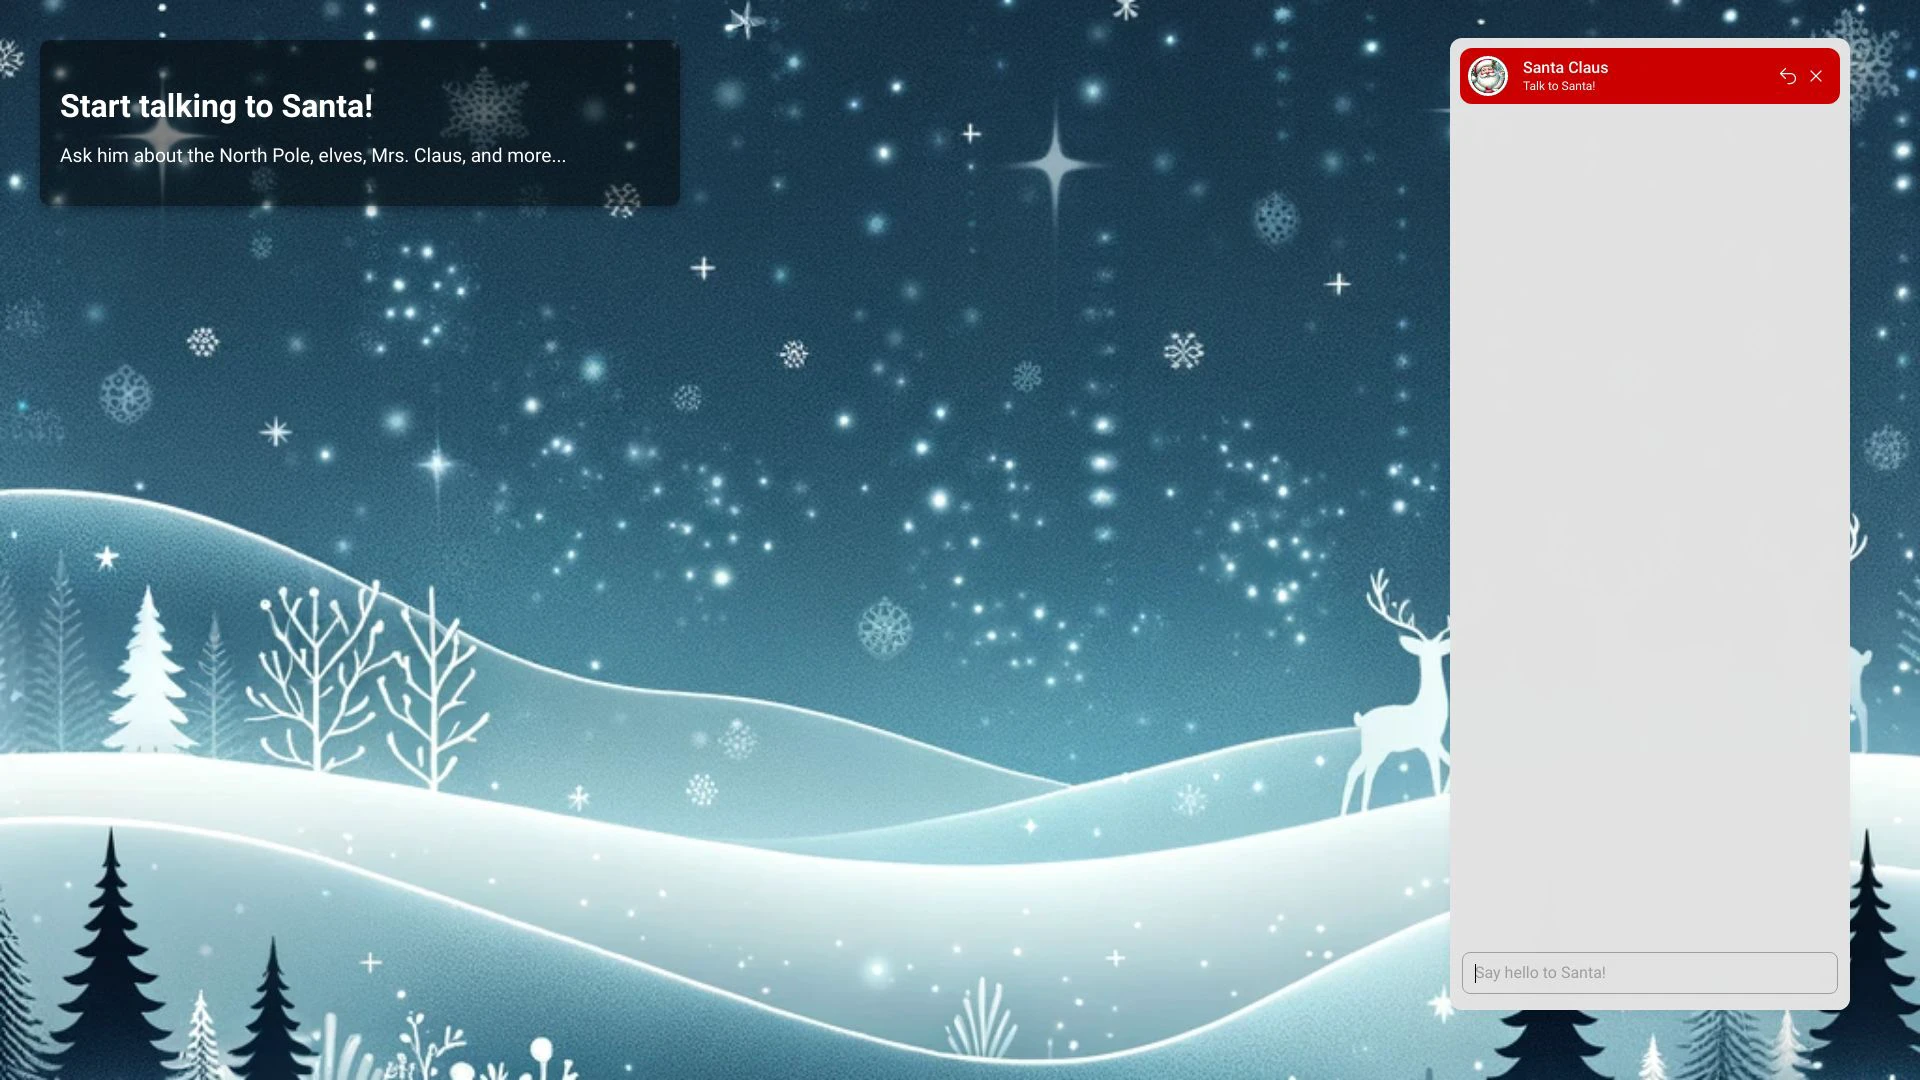 Start talking to Santa!
Ask him about the North Pole, elves, Mrs. Claus, and more...
Santa Claus
Talk to Santa!
Say hello to Santa!